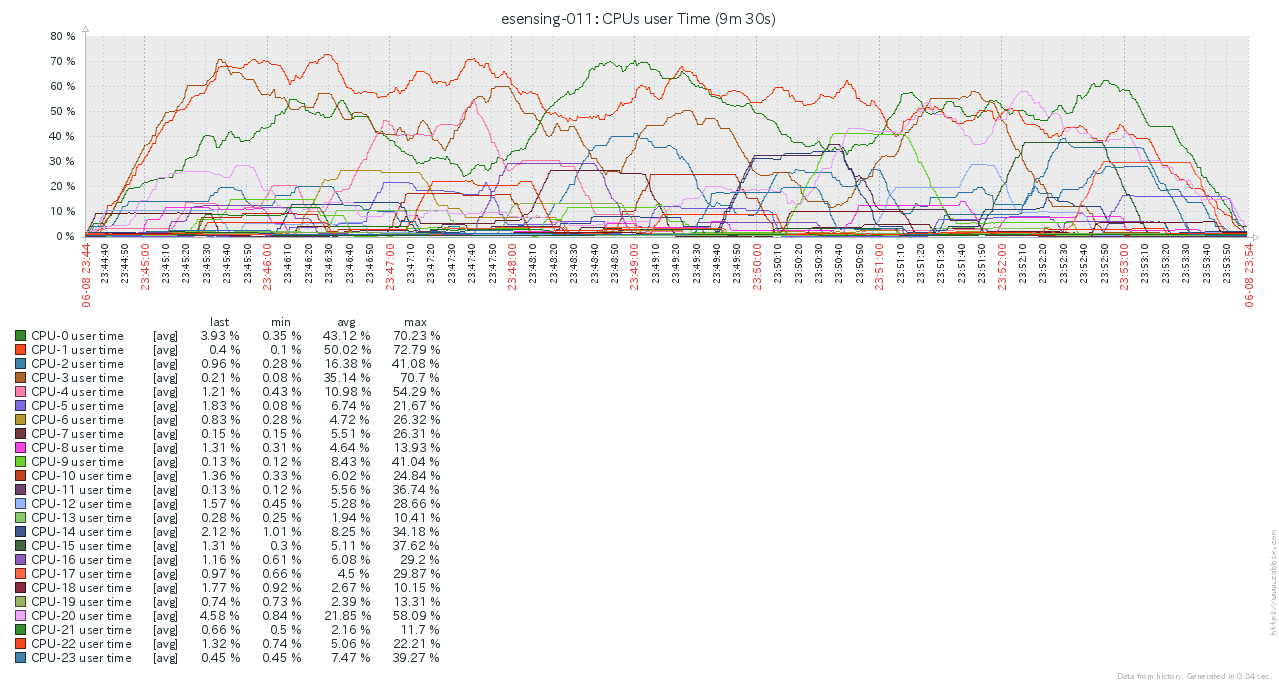 esensing-011: CPUs user Time (9m 30s)
80 %
70 %
60 %
50 %
40 %
30 %
20 %
10 %
0 %
06-08 23:44
23:44:40
23:44:50
23:45:00
23:45:10
23:45:20
23:45:30
23:45:40
23:45:50
23:46:00
23:46:10
23:46:20
23:46:30
23:46:40
23:46:50
23:47:00
23:47:10
23:47:20
23:47:30
23:47:40
23:47:50
23:48:00
23:48:10
23:48:20
23:48:30
23:48:40
23:48:50
23:49:00
23:49:10
23:49:20
23:49:30
23:49:40
23:49:50
23:50:00
23:50:10
23:50:20
23:50:30
23:50:40
23:50:50
23:51:00
23:51:10
23:51:20
23:51:30
23:51:40
23:51:50
23:52:00
23:52:10
23:52:20
23:52:30
23:52:40
23:52:50
23:53:00
23:53:10
23:53:20
23:53:30
23:53:40
23:53:50
06-08 23:54
last min avg max
CPU-0 user time [avg] 3.93 % 0.35 % 43.12 % 70.23 %
CPU-1 user time [avg] 0.4 % 0.1 % 50.02 % 72.79 %
CPU-2 user time [avg] 0.96 % 0.28 % 16.38 % 41.08 %
CPU-3 user time [avg] 0.21 % 0.08 % 35.14 % 70.7 %
CPU-4 user time [avg] 1.21 % 0.43 % 10.98 % 54.29 %
CPU-5 user time [avg] 1.83 % 0.08 % 6.74 % 21.67 %
CPU-6 user time [avg] 0.83 % 0.28 % 4.72 % 26.32 %
CPU-7 user time [avg] 0.15 % 0.15 % 5.51 % 26.31 %
CPU-8 user time [avg] 1.31 % 0.31 % 4.64 % 13.93 %
CPU-9 user time [avg] 0.13 % 0.12 % 8.43 % 41.04 %
CPU-10 user time [avg] 1.36 % 0.33 % 6.02 % 24.84 %
CPU-11 user time [avg] 0.13 % 0.12 % 5.56 % 36.74 %
CPU-12 user time [avg] 1.57 % 0.45 % 5.28 % 28.66 %
CPU-13 user time [avg] 0.28 % 0.25 % 1.94 % 10.41 %
CPU-14 user time [avg] 2.12 % 1.01 % 8.25 % 34.18 %
CPU-15 user time [avg] 1.31 % 0.3 % 5.11 % 37.62 %
CPU-16 user time [avg] 1.16 % 0.61 % 6.08 % 29.2 %
CPU-17 user time [avg] 0.97 % 0.66 % 4.5 % 29.87 %
CPU-18 user time [avg] 1.77 % 0.92 % 2.67 % 10.15 %
CPU-19 user time [avg] 0.74 % 0.73 % 2.39 % 13.31 %
CPU-20 user time [avg] 4.58 % 0.84 % 21.85 % 58.09 %
CPU-21 user time [avg] 0.66 % 0.5 % 2.16 % 11.7 %
CPU-22 user time [avg] 1.32 % 0.74 % 5.06 % 22.21 %
CPU-23 user time [avg] 0.45 % 0.45 % 7.47 % 39.27 %
http://www.zabbix.com
Data from history. Generated in 0.84 sec.